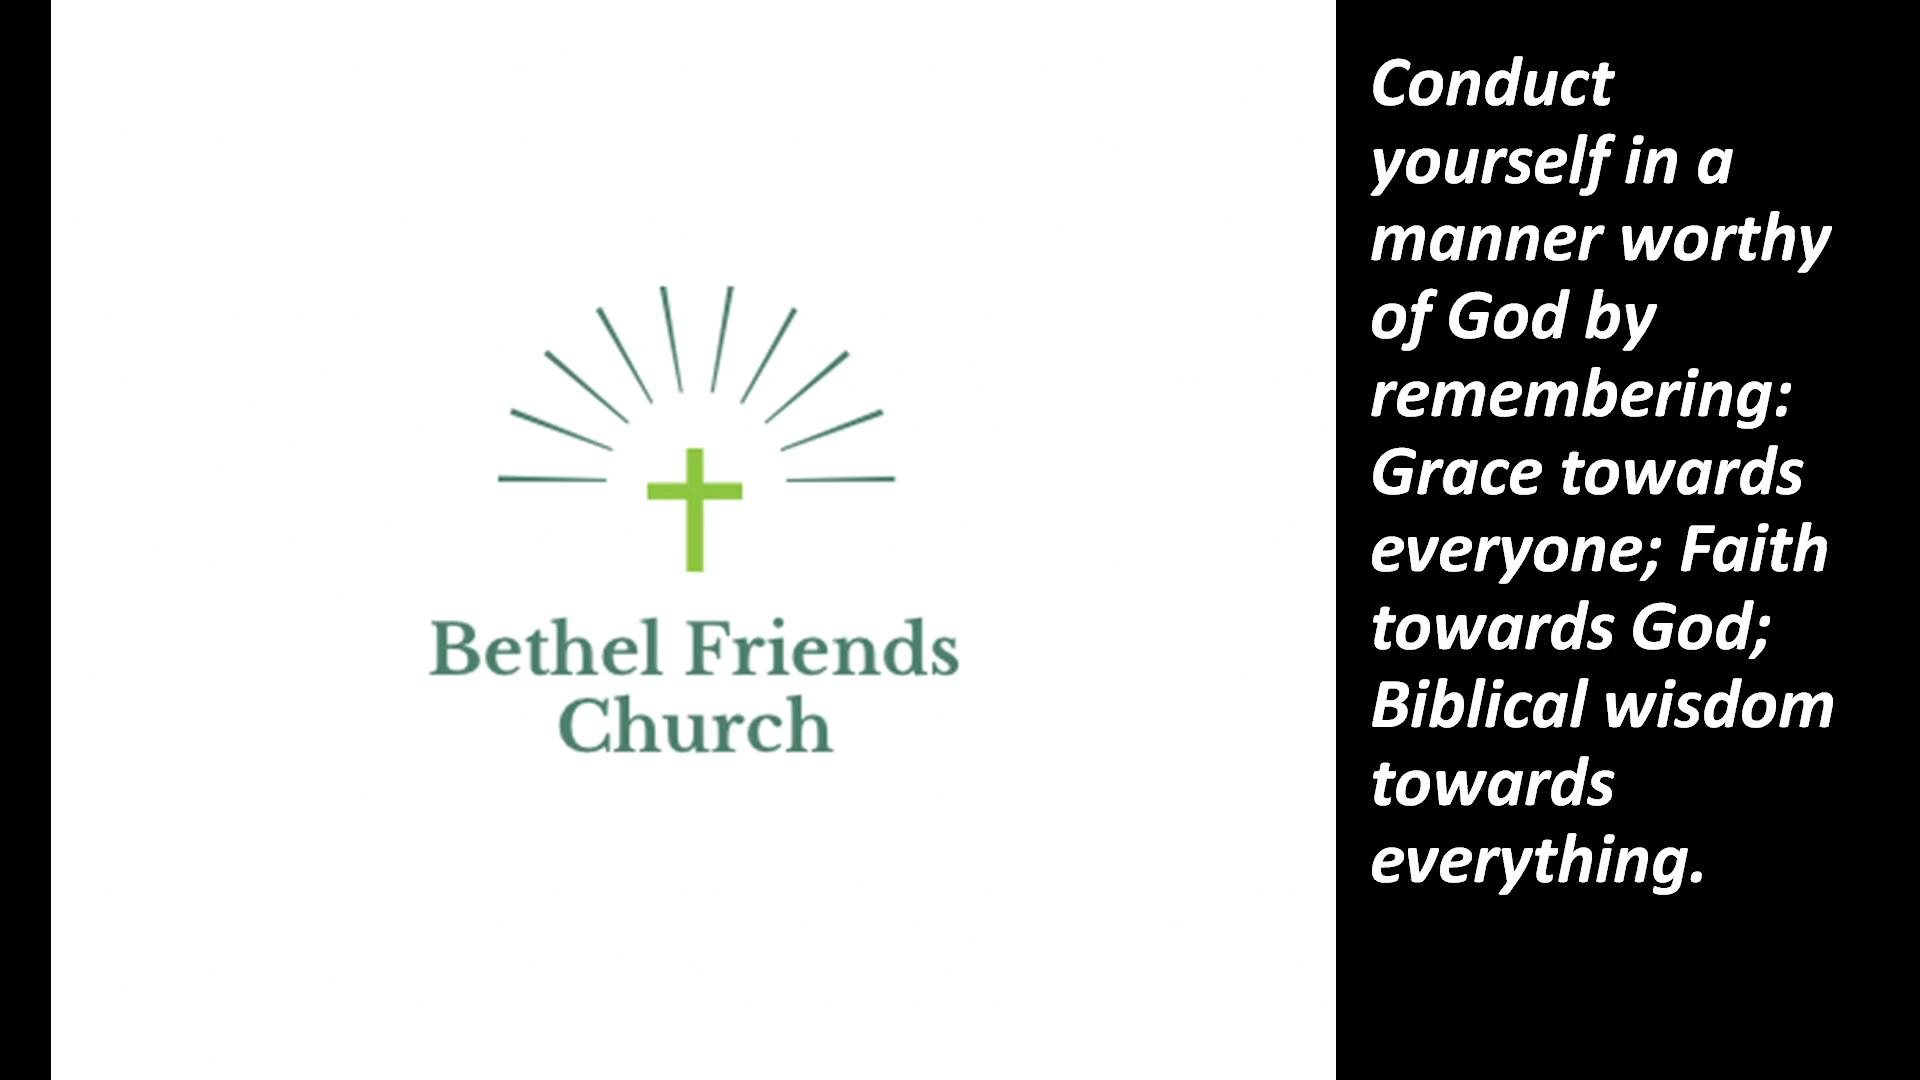 Bethel Friends
Church
Conduct
yourself in a
manner worthy
of God by
remembering:
Grace towards
everyone; Faith
towards God;
Biblical wisdom
towards
everything.